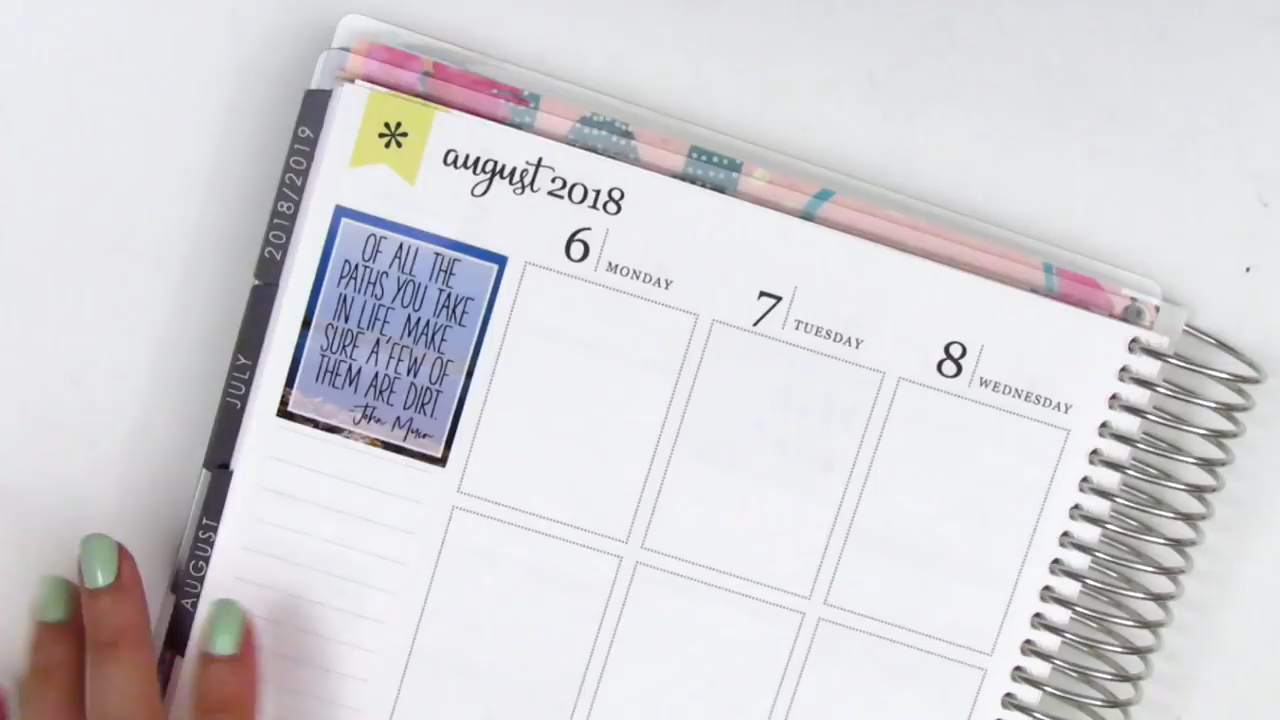 *
august 2018
OF ALL THE
PATHS YOU TAKE
IN LIFE, MAKE
SURE A FEW OF
THEM ARE DIRT.
-John Muir
6 MONDAY
7 TUESDAY
8 WEDNESDAY
2018/2019
JULY
AUGUST